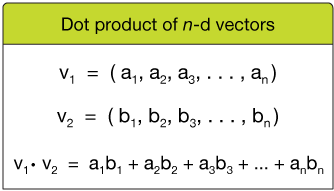 Dot product of n-d vectors
v₁ = ( a₁, a₂, a₃, . . . , aₙ)
v₂ = ( b₁, b₂, b₃, . . . , bₙ)
v₁• v₂ = a₁b₁ + a₂b₂ + a₃b₃ + ... + aₙbₙ